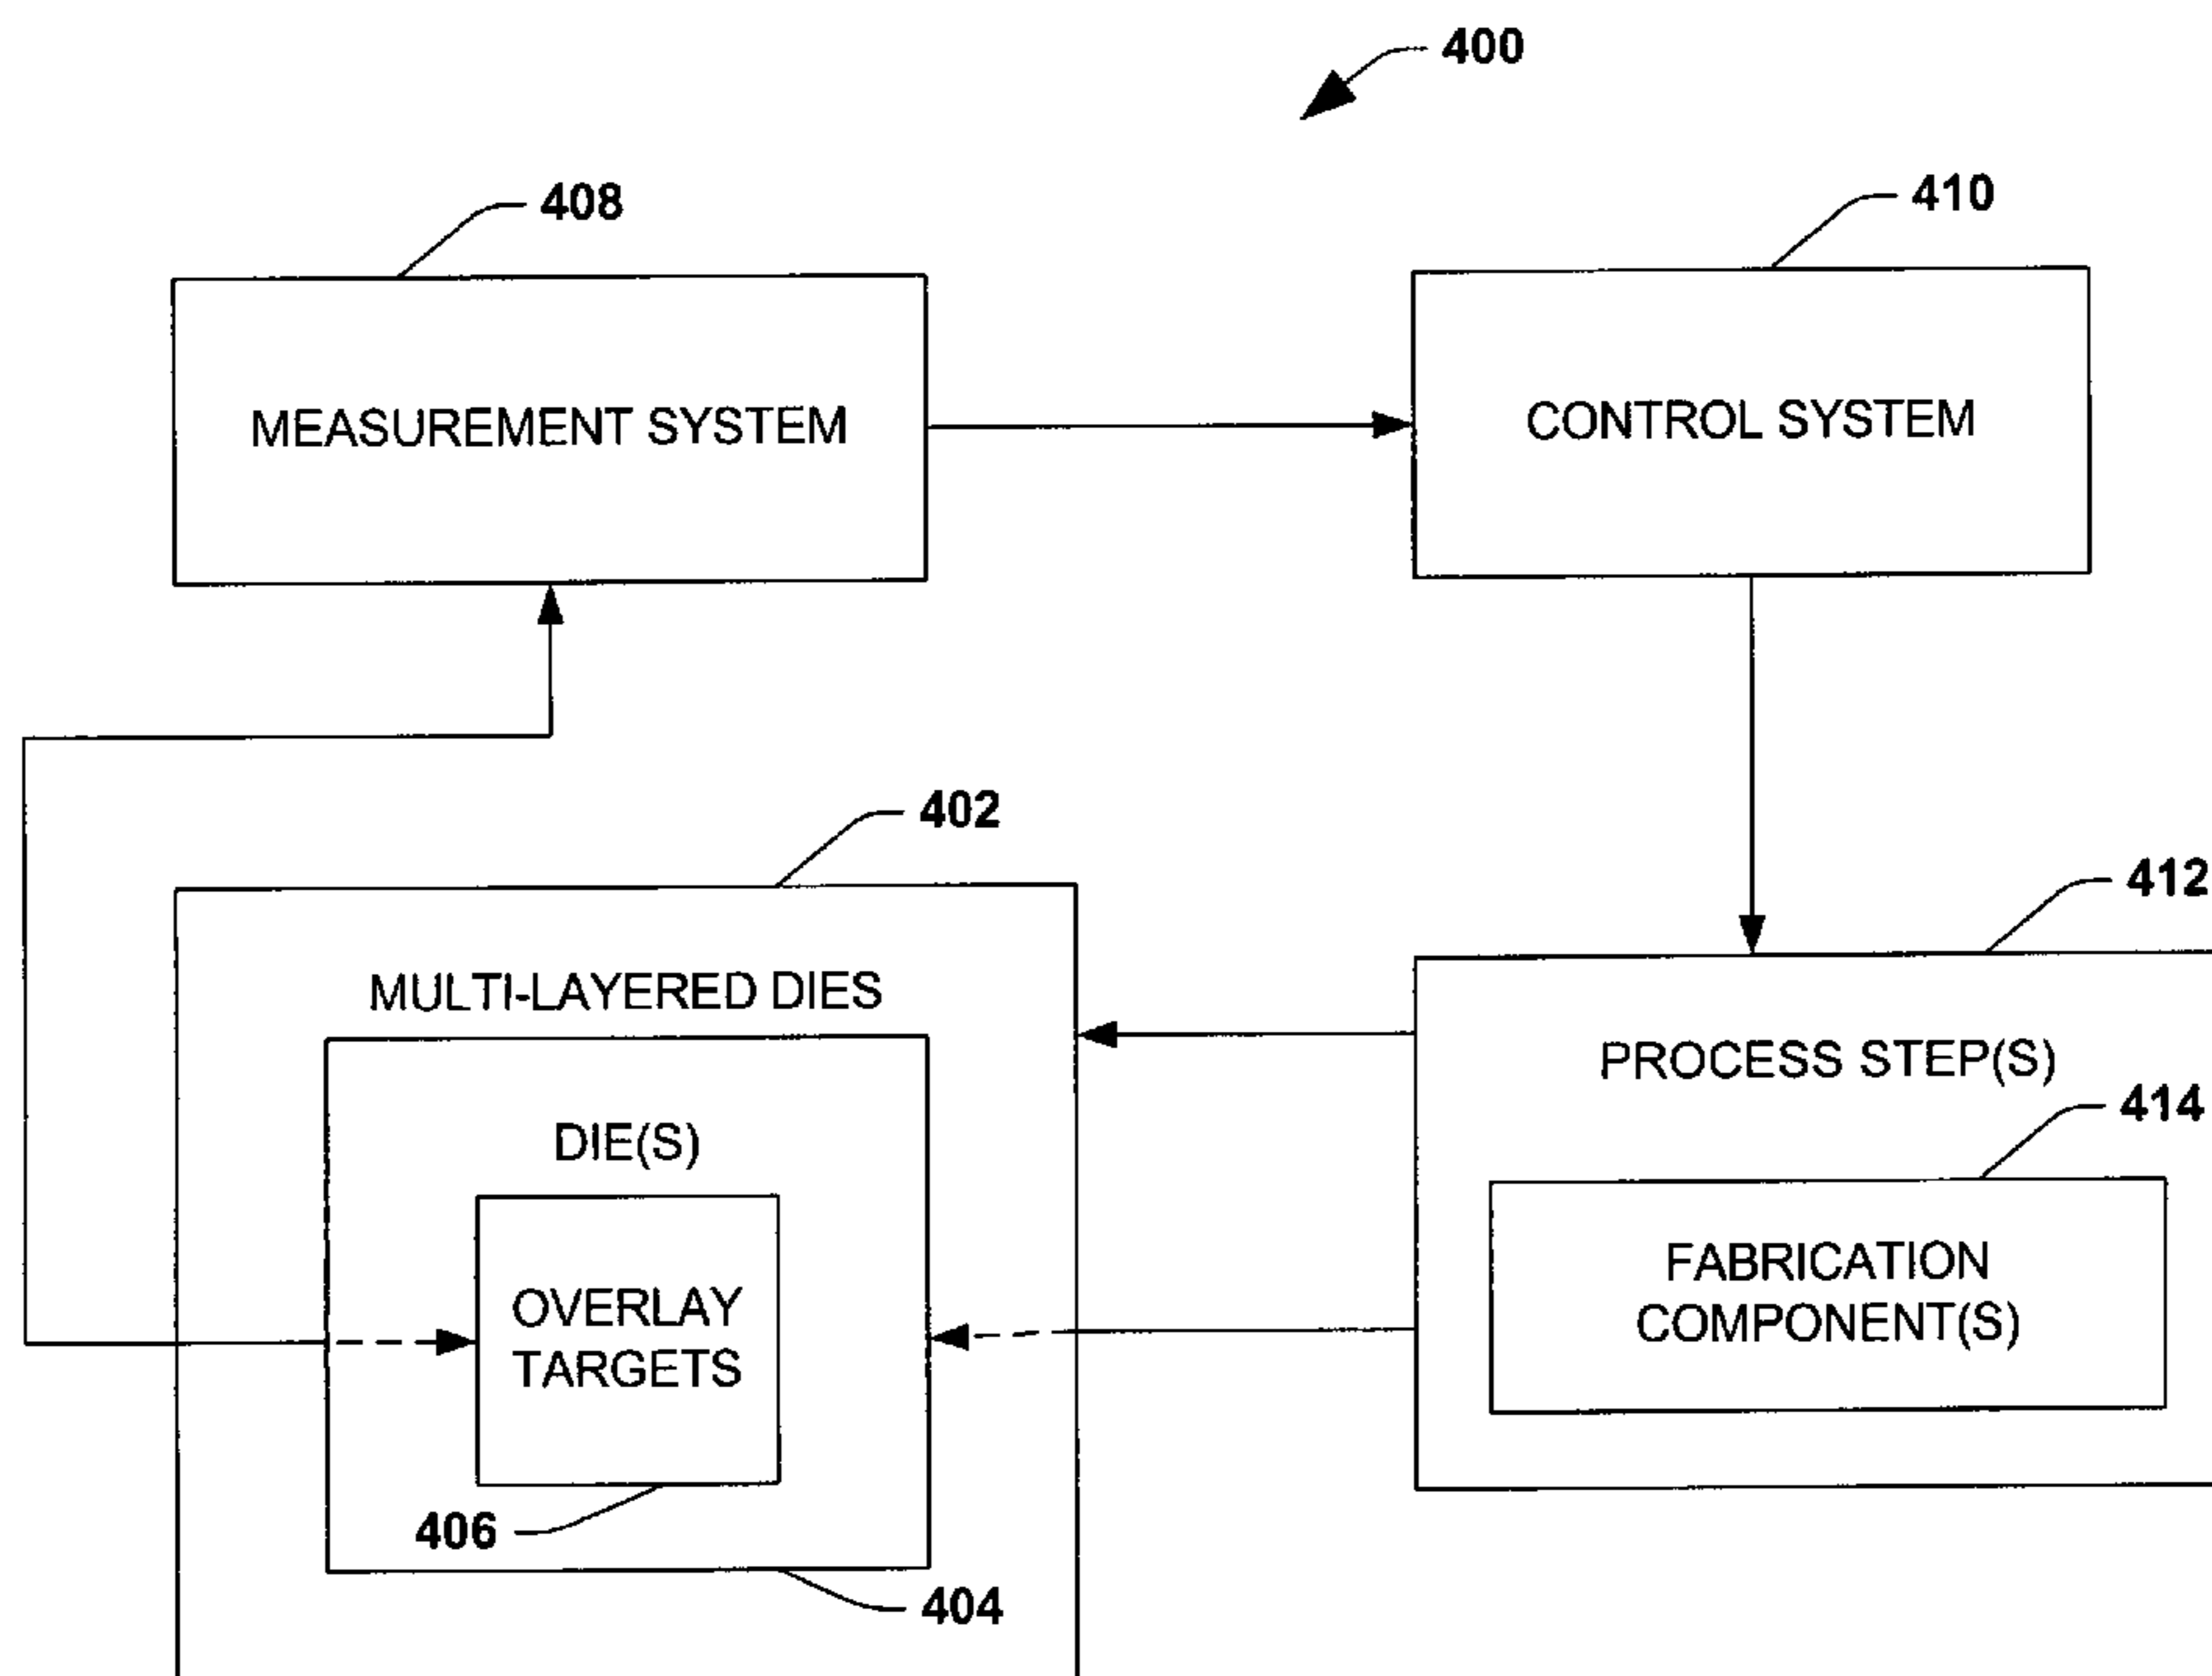 400
408
410
MEASUREMENT SYSTEM
CONTROL SYSTEM
402
412
MULTI-LAYERED DIES
PROCESS STEP(S)
414
DIE(S)
FABRICATION
COMPONENT(S)
OVERLAY
TARGETS
406
404